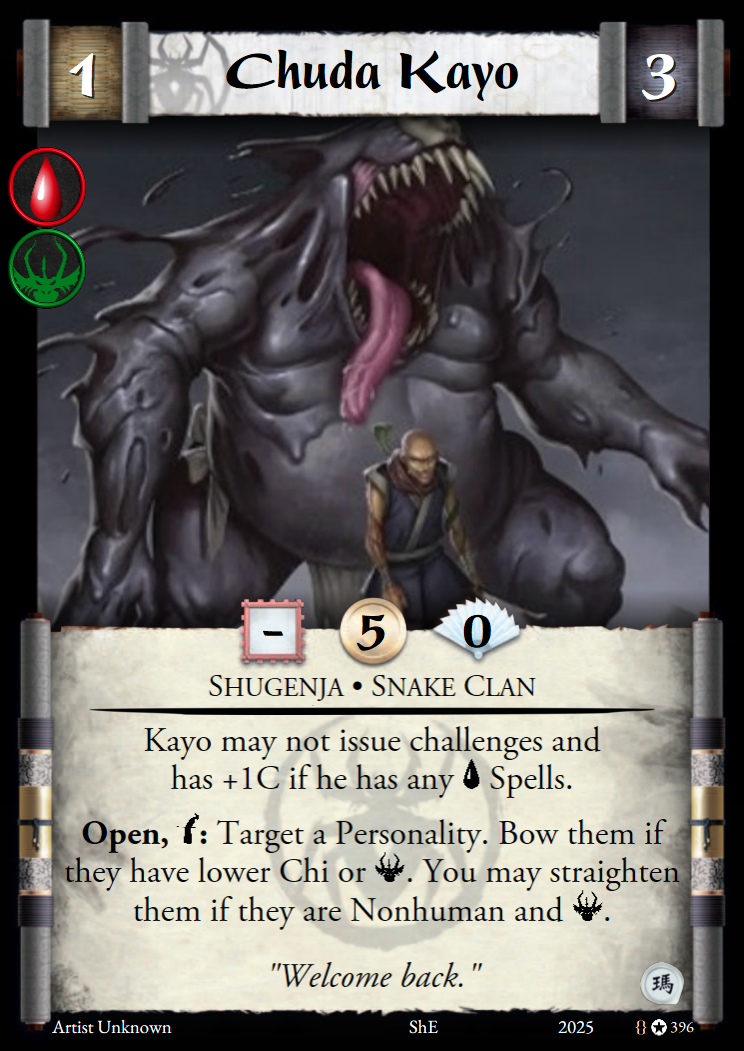 1
Chuda Kayo
3
- 5 0
Shugenja • Snake Clan
Kayo may not issue challenges and
has +1C if he has any Spells.
Open, : Target a Personality. Bow them if
they have lower Chi or . You may straighten
them if they are Nonhuman and .
"Welcome back."
瑪
Artist Unknown ShE 2025 {} 396